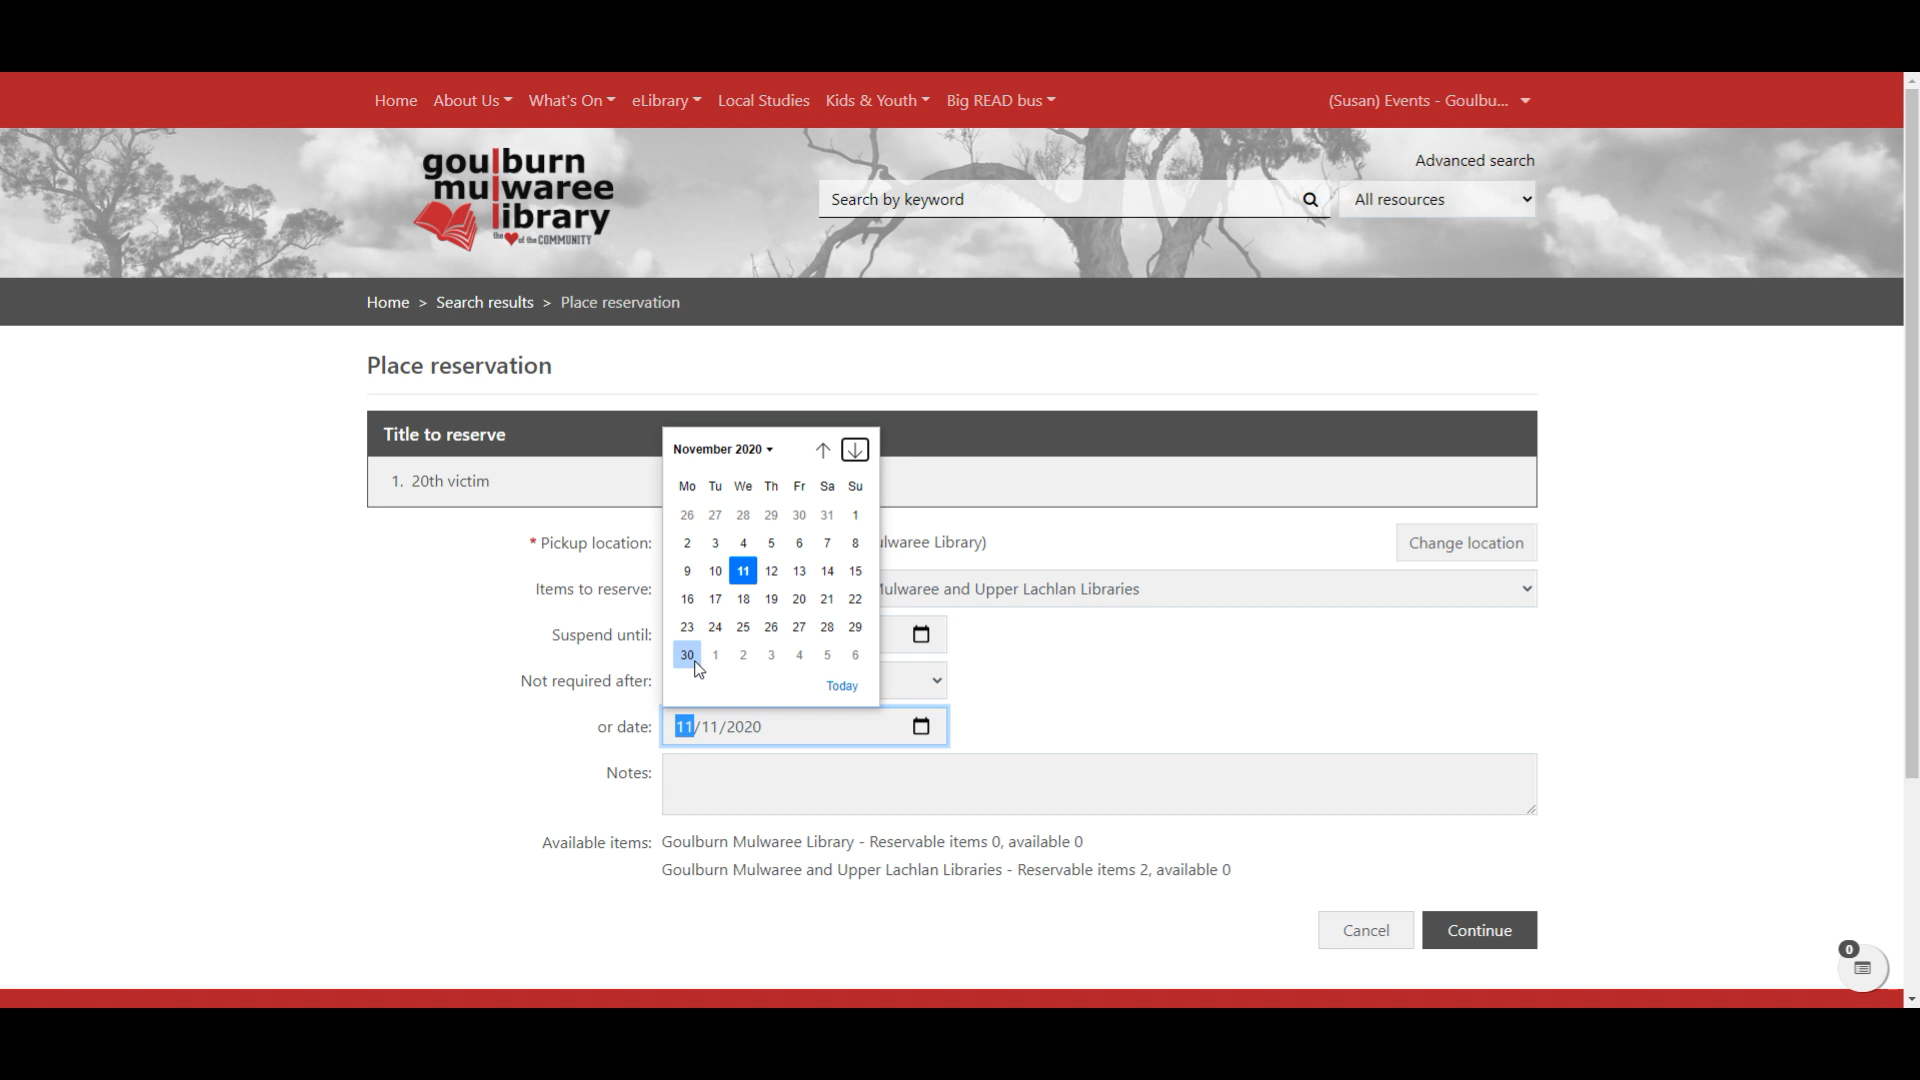 Home About Us What's On eLibrary Local Studies Kids & Youth Big READ bus (Susan) Events - Goulbu...
goulburn
mulwaree
library
the of the COMMUNITY
Advanced search
Search by keyword All resources
Home > Search results > Place reservation
Place reservation
Title to reserve
1. 20th victim
November 2020
Mo Tu We Th Fr Sa Su
26 27 28 29 30 31 1
2 3 4 5 6 7 8
9 10 11 12 13 14 15
16 17 18 19 20 21 22
23 24 25 26 27 28 29
30 1 2 3 4 5 6
Today
* Pickup location: lwaree Library) Change location
Items to reserve: ulwaree and Upper Lachlan Libraries
Suspend until:
Not required after:
or date: 11/11/2020
Notes:
Available items: Goulburn Mulwaree Library - Reservable items 0, available 0
Goulburn Mulwaree and Upper Lachlan Libraries - Reservable items 2, available 0
Cancel Continue
0